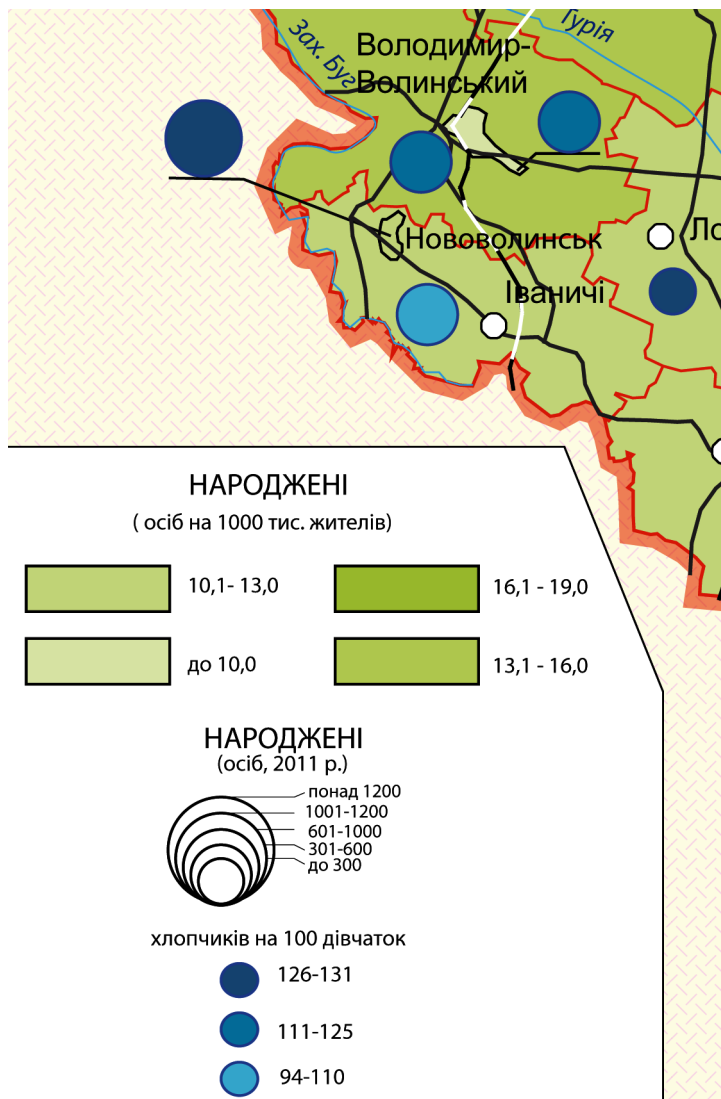 Зах. Буг
Турія
Володимир-
Волинський
Нововолинськ
Ло
Іваничі
НАРОДЖЕНІ
( осіб на 1000 тис. жителів)
10,1- 13,0
16,1 - 19,0
до 10,0
13,1 - 16,0
НАРОДЖЕНІ
(осіб, 2011 р.)
понад 1200
1001-1200
601-1000
301-600
до 300
хлопчиків на 100 дівчаток
126-131
111-125
94-110